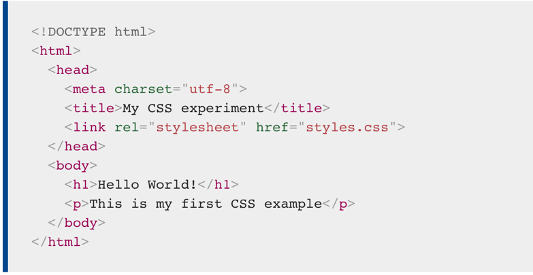 <!DOCTYPE html>
<html>
<head>
<meta charset="utf-8">
<title>My CSS experiment</title>
<link rel="stylesheet" href="styles.css">
</head>
<body>
<h1>Hello World!</h1>
<p>This is my first CSS example</p>
</body>
</html>